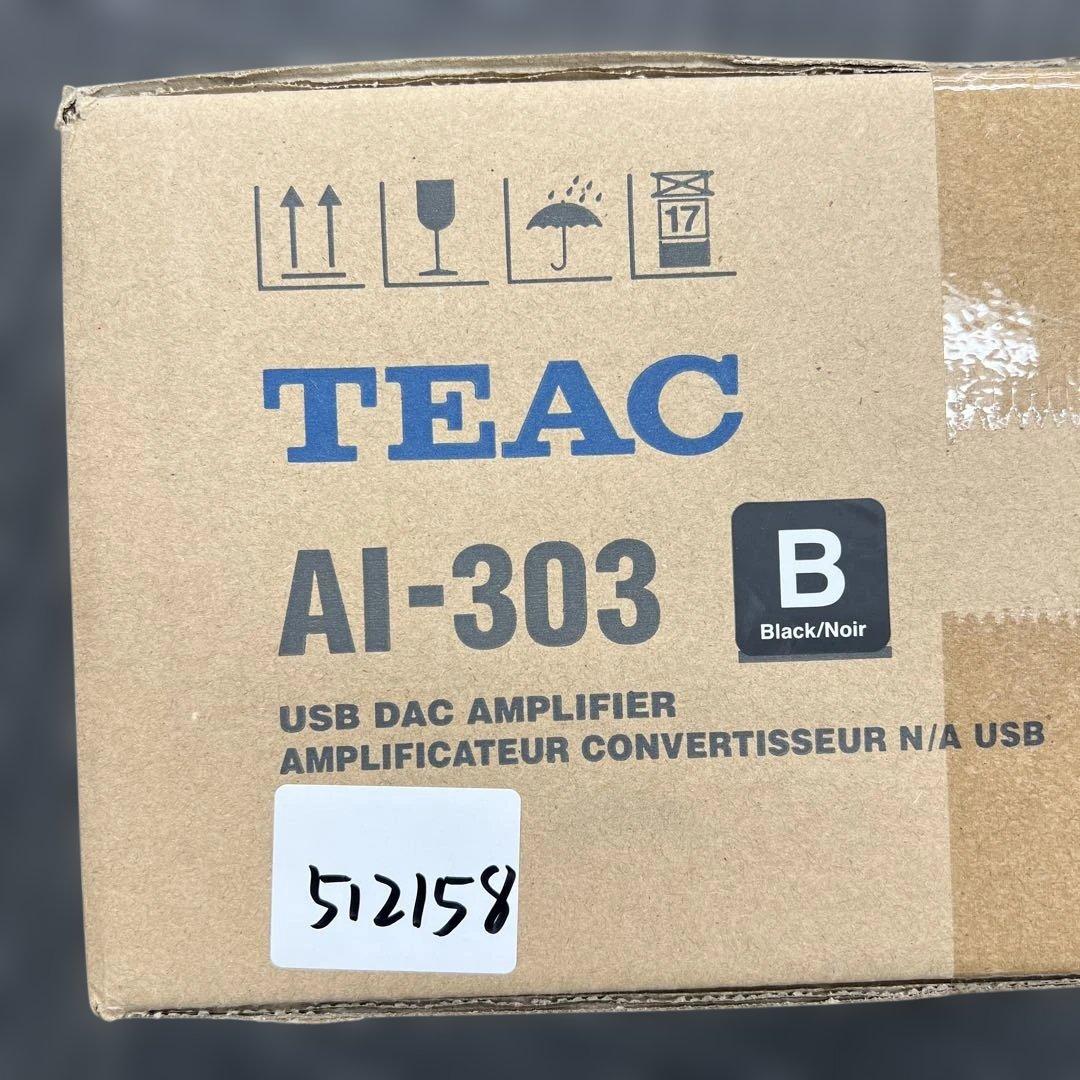 17
TEAC
AI-303
B
Black/Noir
USB DAC AMPLIFIER
AMPLIFICATEUR CONVERTISSEUR N/A USB
512158